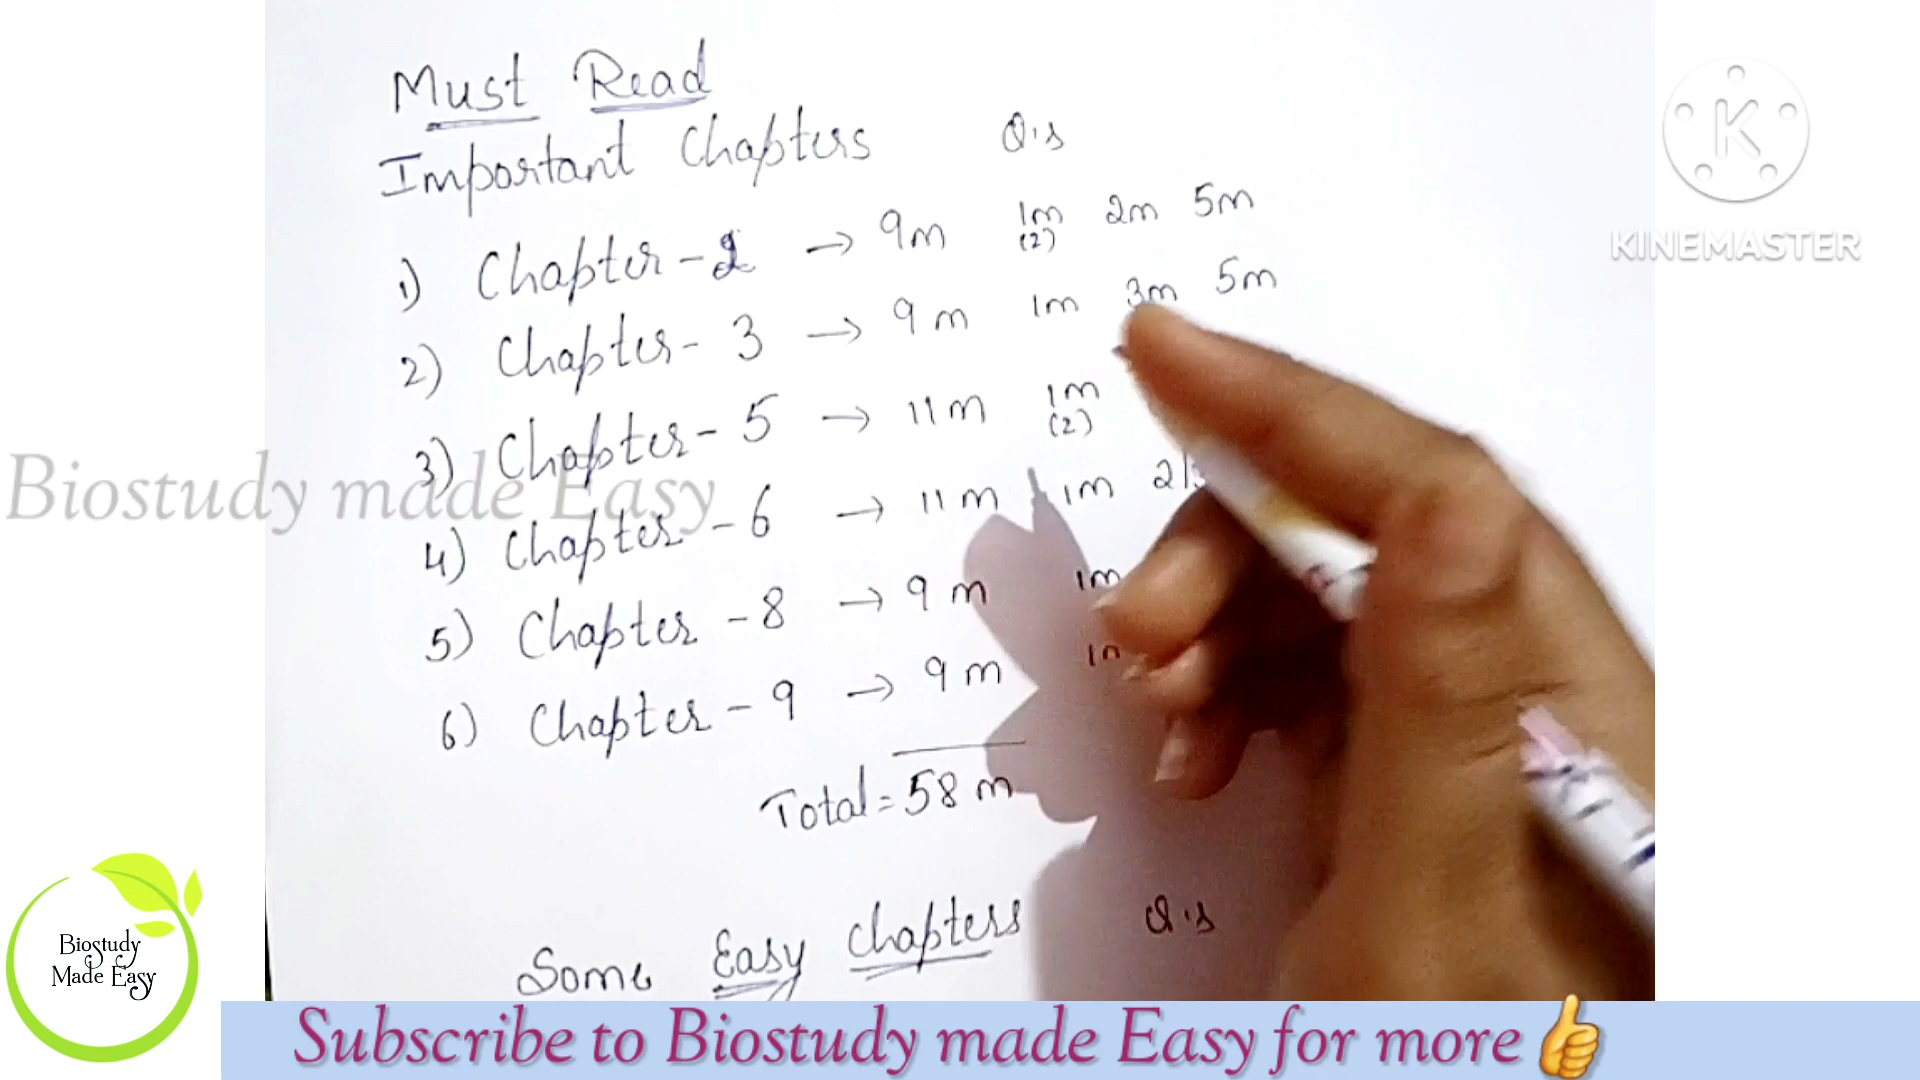 Must Read
Important Chapters Q.s
1) Chapter - 2 → 9m 1m (2) 2m 5m
2) Chapter - 3 → 9m 1m 3m 5m
3) Chapter - 5 → 11m 1m (2)
4) Chapter - 6 → 11m 1m 2|
5) Chapter - 8 → 9m 1m
6) Chapter - 9 → 9m
Total = 58m
Some Easy Chapters Q.s
KINEMASTER
Biostudy made Easy
Biostudy
Made Easy
Subscribe to Biostudy made Easy for more